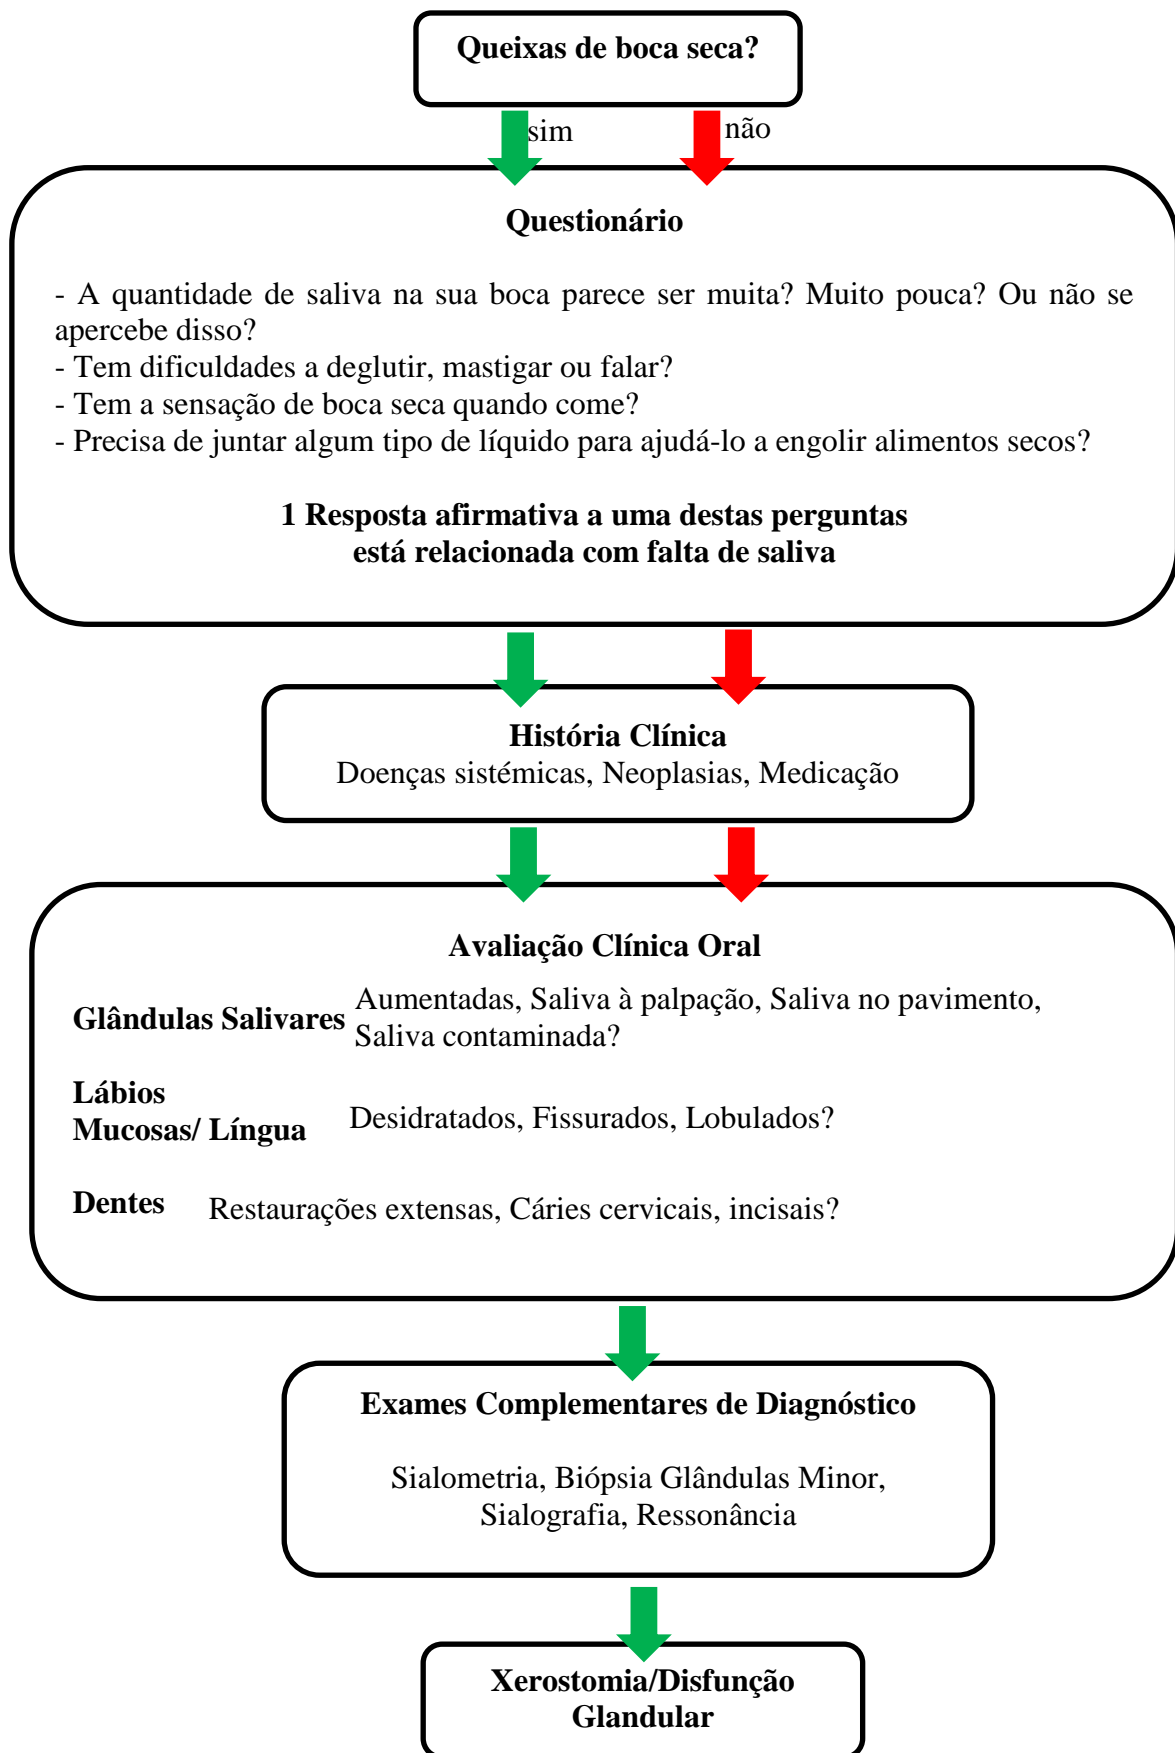 Queixas de boca seca?
sim
não
Questionário
- A quantidade de saliva na sua boca parece ser muita? Muito pouca? Ou não se
apercebe disso?
- Tem dificuldades a deglutir, mastigar ou falar?
- Tem a sensação de boca seca quando come?
- Precisa de juntar algum tipo de líquido para ajudá-lo a engolir alimentos secos?
1 Resposta afirmativa a uma destas perguntas
está relacionada com falta de saliva
História Clínica
Doenças sistémicas, Neoplasias, Medicação
Avaliação Clínica Oral
Glândulas Salivares
Aumentadas, Saliva à palpação, Saliva no pavimento,
Saliva contaminada?
Lábios
Mucosas/ Língua
Desidratados, Fissurados, Lobulados?
Dentes
Restaurações extensas, Cáries cervicais, incisais?
Exames Complementares de Diagnóstico
Sialometria, Biópsia Glândulas Minor,
Sialografia, Ressonância
Xerostomia/Disfunção
Glandular